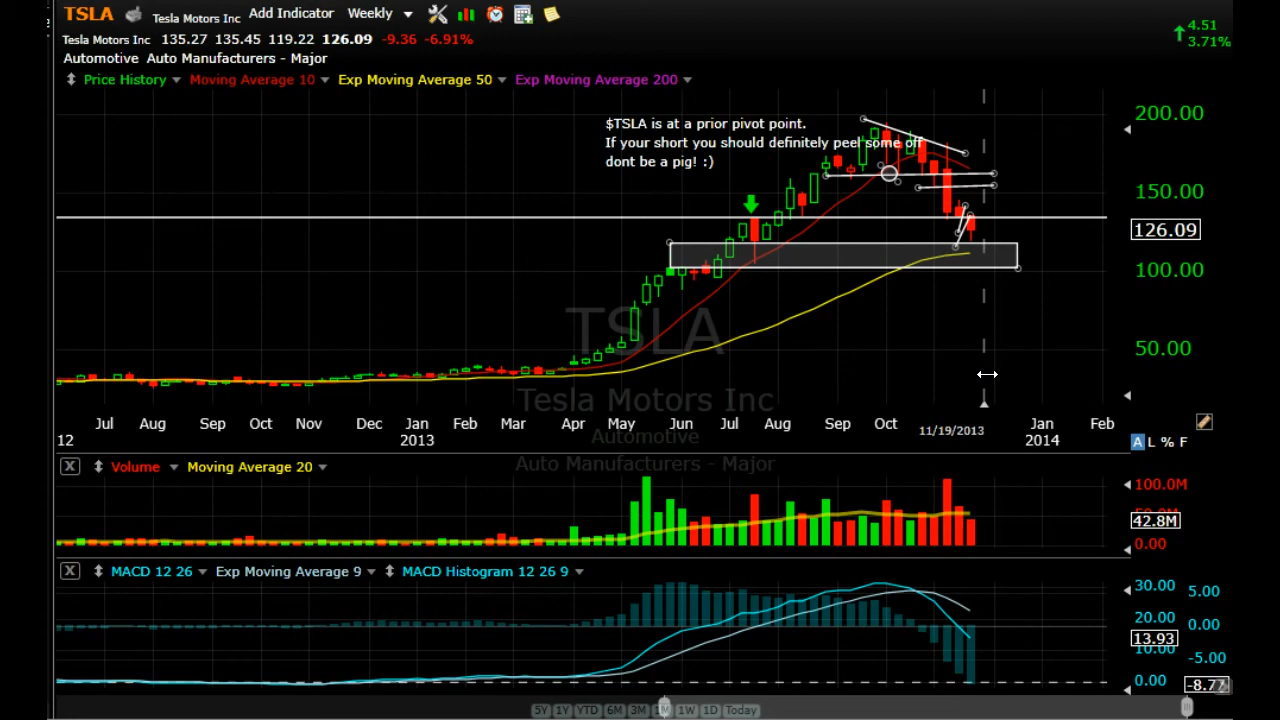 TSLA Tesla Motors Inc Add Indicator Weekly
Tesla Motors Inc 135.27 135.45 119.22 126.09 -9.36 -6.91%
4.51
3.71%
Automotive Auto Manufacturers - Major
Price History Moving Average 10 Exp Moving Average 50 Exp Moving Average 200
$TSLA is at a prior pivot point.
If your short you should definitely peel some off
dont be a pig! :)
200.00
150.00
126.09
100.00
50.00
TSLA
Tesla Motors Inc
Automotive
Auto Manufacturers - Major
Jul Aug Sep Oct Nov Dec Jan Feb Mar Apr May Jun Jul Aug Sep Oct 11/19/2013 Jan Feb
12 2013 2014
A L % F
X Volume Moving Average 20
100.0M
42.8M
0.00
X MACD 12 26 Exp Moving Average 9 MACD Histogram 12 26 9
30.00 5.00
20.00 0.00
13.93
10.00 -5.00
0.00 -8.77
5Y 1Y YTD 6M 3M 1M 1W 1D Today